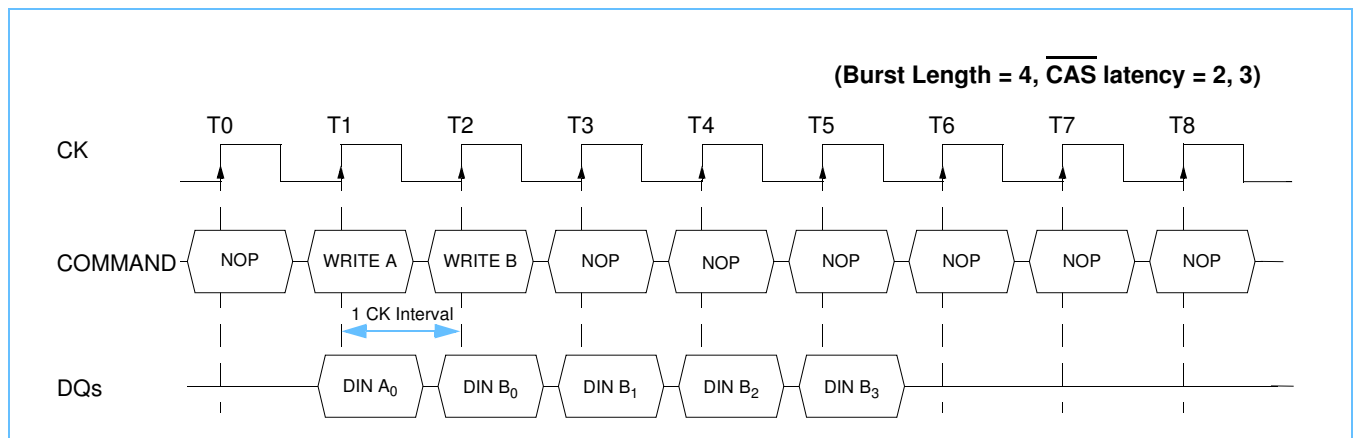 (Burst Length = 4, C̅A̅S̅ latency = 2, 3)
T0 T1 T2 T3 T4 T5 T6 T7 T8
CK
COMMAND NOP WRITE A WRITE B NOP NOP NOP NOP NOP NOP
1 CK Interval
DQs DIN A₀ DIN B₀ DIN B₁ DIN B₂ DIN B₃